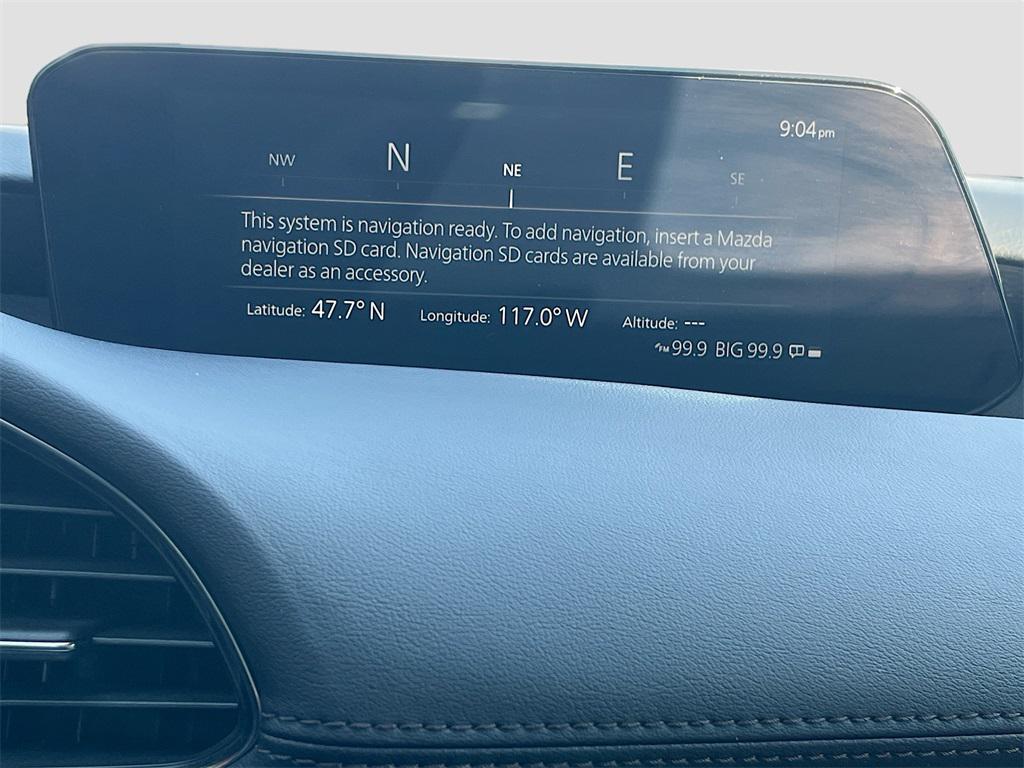 9:04pm
NW N NE E SE
This system is navigation ready. To add navigation, insert a Mazda
navigation SD card. Navigation SD cards are available from your
dealer as an accessory.
Latitude: 47.7° N Longitude: 117.0° W Altitude: ---
FM 99.9 BIG 99.9